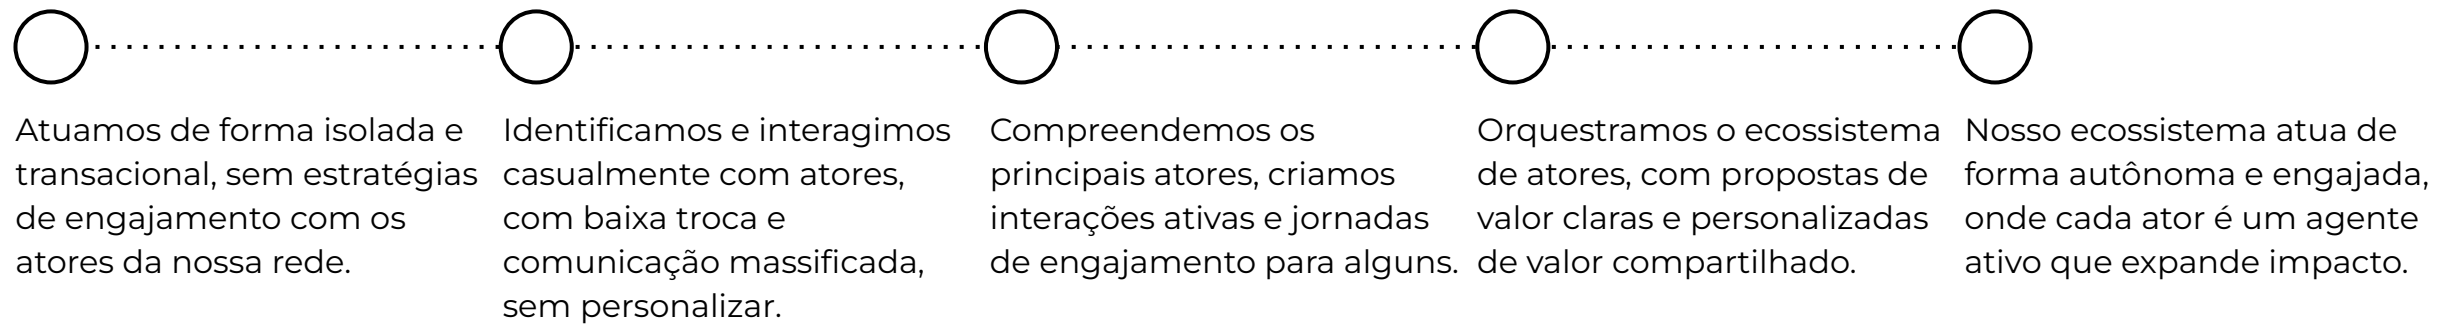 Atuamos de forma isolada e
transacional, sem estratégias
de engajamento com os
atores da nossa rede.
Identificamos e interagimos
casualmente com atores,
com baixa troca e
comunicação massificada,
sem personalizar.
Compreendemos os
principais atores, criamos
interações ativas e jornadas
de engajamento para alguns.
Orquestramos o ecossistema
de atores, com propostas de
valor claras e personalizadas
de valor compartilhado.
Nosso ecossistema atua de
forma autônoma e engajada,
onde cada ator é um agente
ativo que expande impacto.